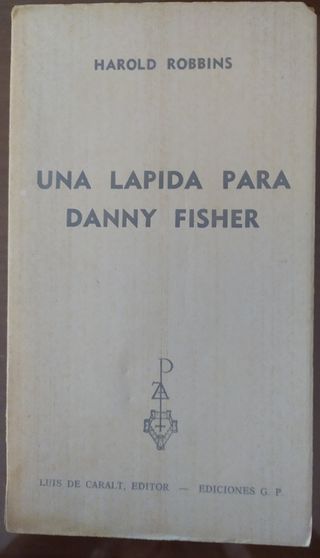 HAROLD ROBBINS
UNA LAPIDA PARA
DANNY FISHER
LUIS DE CARALT, EDITOR — EDICIONES G. P.